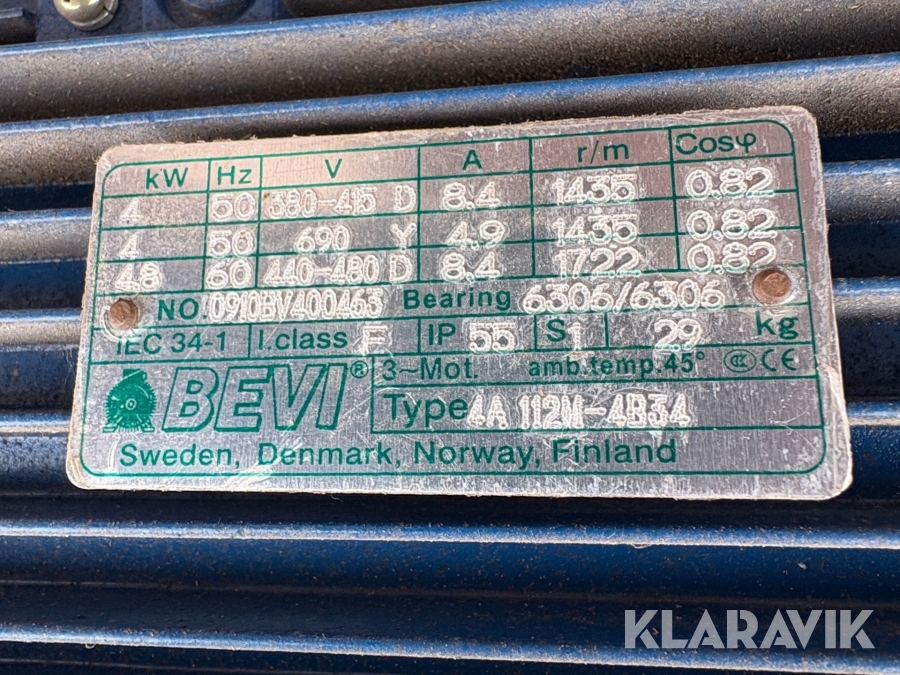 kW Hz V A r/m Cosφ
4 50 380-415 D 8.4 1435 0.82
4 50 690 Y 4.9 1435 0.82
48 60 440-480 D 8.4 1722 0.82
NO. 0910BV400463 Bearing 6306/6306
IEC 34-1 I.class F IP 55 S1 29 kg
BEVI® 3~Mot. amb.temp.45° CCC CE
Type 4A 112M-4B34
Sweden, Denmark, Norway, Finland
KLARAVIK